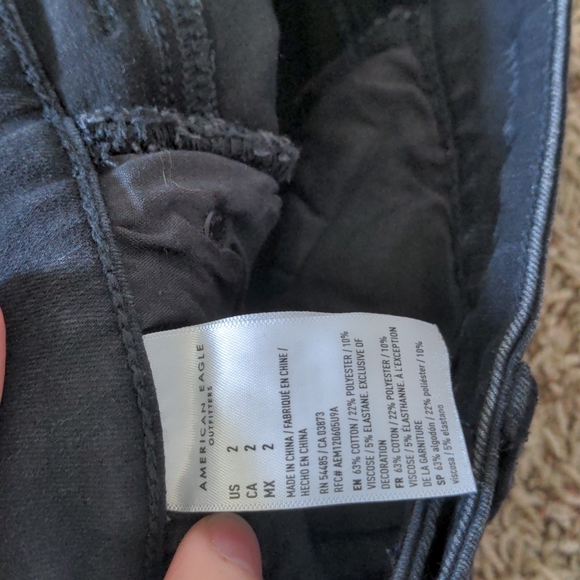 AMERICAN EAGLE
OUTFITTERS
US 2
CA 2
MX 2
MADE IN CHINA / FABRIQUÉ EN CHINE /
HECHO EN CHINA
RN 54485 / CA 03873
RFC# AEM120605U9A
EN 63% COTTON / 22% POLYESTER / 10%
VISCOSE / 5% ELASTANE. EXCLUSIVE OF
DECORATION
FR 63% COTON / 22% POLYESTER / 10%
VISCOSE / 5% ÉLASTHANNE. À L'EXCEPTION
DE LA GARNITURE
SP 63% algodón / 22% poliéster / 10%
viscosa / 5% elastano